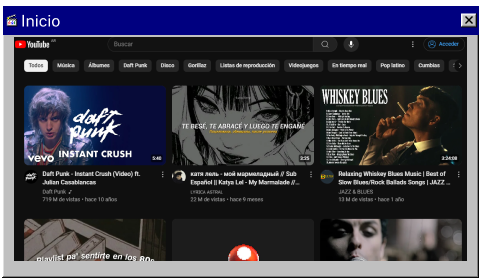 Inicio
YouTube AR
Buscar
Acceder
Todos
Música
Álbumes
Daft Punk
Disco
Gorillaz
Listas de reproducción
Videojuegos
En tiempo real
Pop latino
Cumbias
daft punk
vevo INSTANT CRUSH
5:40
TE BESÉ, TE ABRACÉ Y LUEGO TE ENGAÑÉ
3:35
WHISKEY BLUES
3:24:08
Daft Punk - Instant Crush (Video) ft.
Julian Casablancas
Daft Punk
719 M de vistas • hace 10 años
катя лель - мой мармеладный // Sub
Español || Katya Lel - My Marmalade //...
LYRICA ASTRAL
22 M de vistas • hace 9 meses
Relaxing Whiskey Blues Music | Best of
Slow Blues/Rock Ballads Songs | JAZZ ...
JAZZ & BLUES
13 M de vistas • hace 1 año
playlist pa' sentirte en los 80s